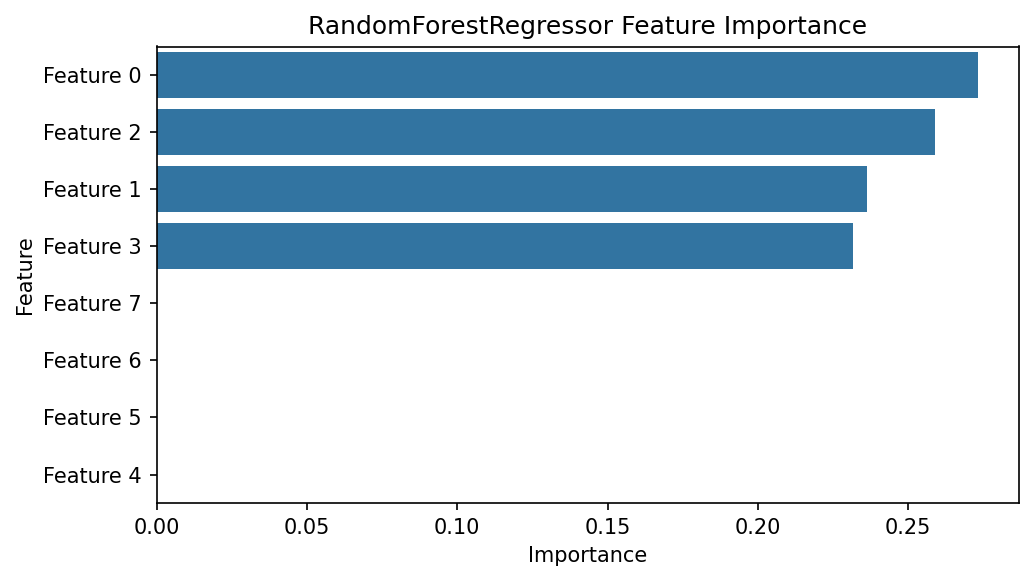 RandomForestRegressor Feature Importance
Feature
Feature 0
Feature 2
Feature 1
Feature 3
Feature 7
Feature 6
Feature 5
Feature 4
0.00 0.05 0.10 0.15 0.20 0.25
Importance